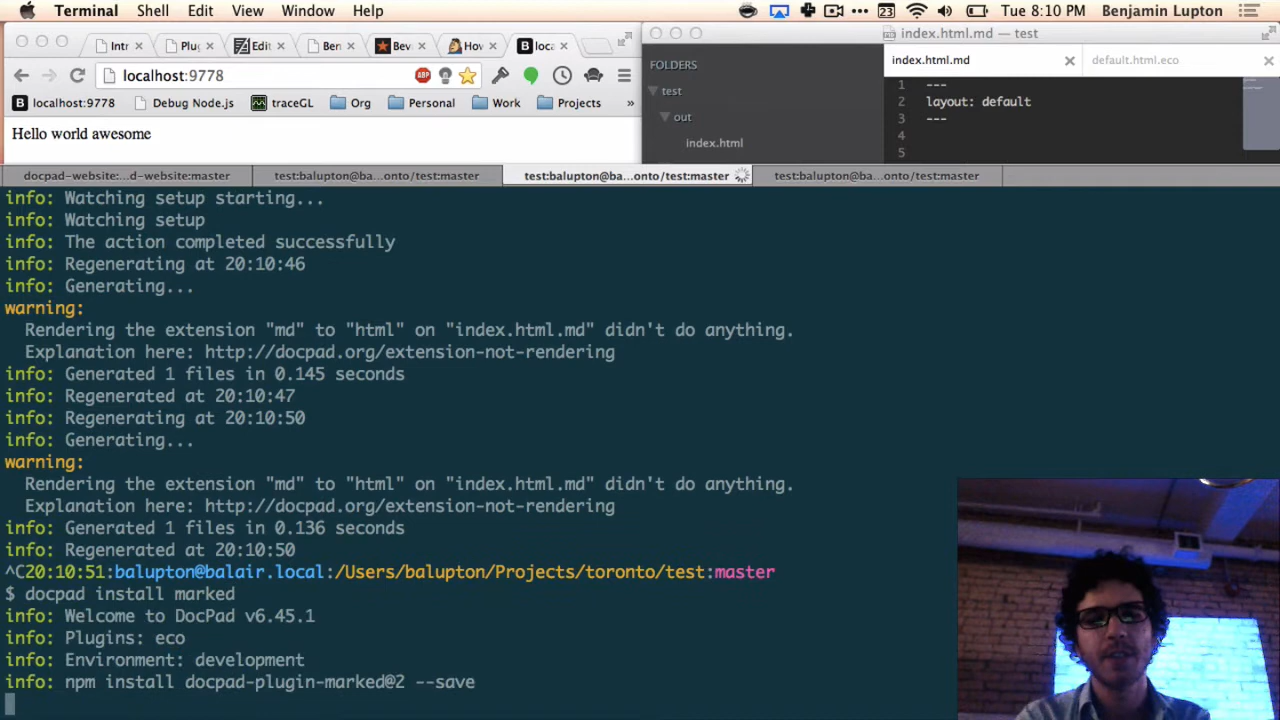 Terminal Shell Edit View Window Help 23 Tue 8:10 PM Benjamin Lupton
Intr Plug Edit Ber Bev How loca
index.html.md — test
localhost:9778
FOLDERS
index.html.md default.html.eco
localhost:9778 Debug Node.js traceGL Org Personal Work Projects »
test
out
index.html
1 ---
2 layout: default
3 ---
4
5
Hello world awesome
docpad-website:...d-website:master test:balupton@ba...onto/test:master test:balupton@ba...onto/test:master test:balupton@ba...onto/test:master
info: Watching setup starting...
info: Watching setup
info: The action completed successfully
info: Regenerating at 20:10:46
info: Generating...
warning:
Rendering the extension "md" to "html" on "index.html.md" didn't do anything.
Explanation here: http://docpad.org/extension-not-rendering
info: Generated 1 files in 0.145 seconds
info: Regenerated at 20:10:47
info: Regenerating at 20:10:50
info: Generating...
warning:
Rendering the extension "md" to "html" on "index.html.md" didn't do anything.
Explanation here: http://docpad.org/extension-not-rendering
info: Generated 1 files in 0.136 seconds
info: Regenerated at 20:10:50
^C20:10:51:balupton@balair.local:/Users/balupton/Projects/toronto/test:master
$ docpad install marked
info: Welcome to DocPad v6.45.1
info: Plugins: eco
info: Environment: development
info: npm install docpad-plugin-marked@2 --save